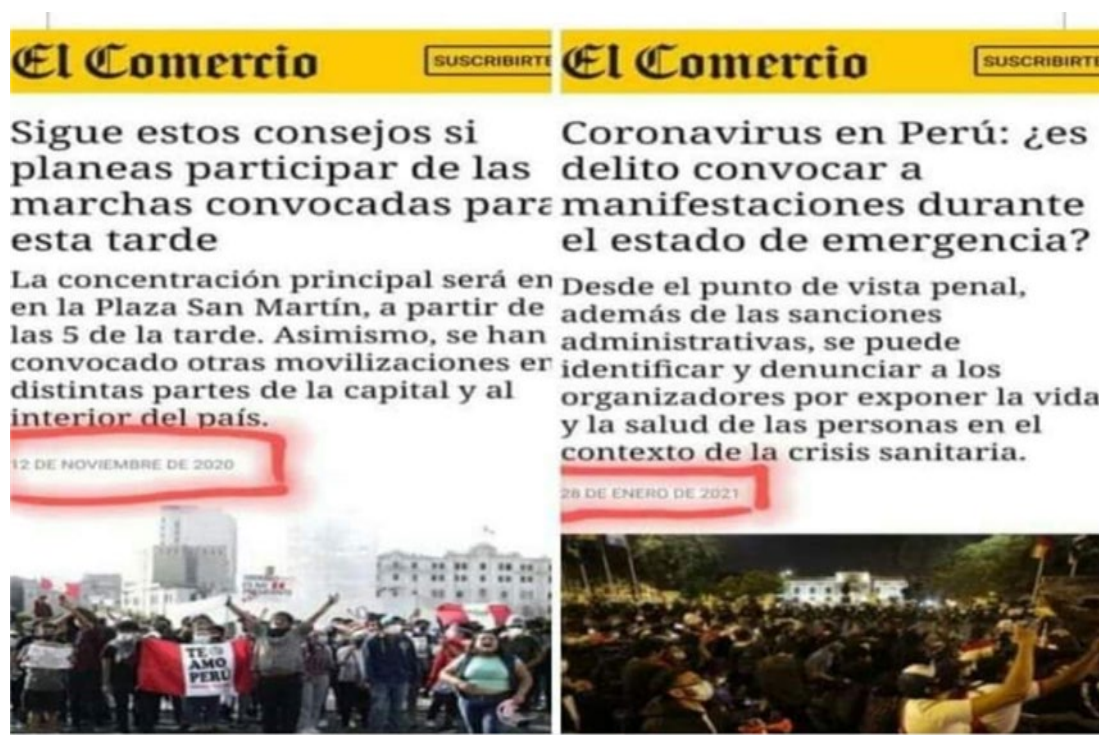 El Comercio
SUSCRIBIRTE
Sigue estos consejos si
planeas participar de las
marchas convocadas para
esta tarde
La concentración principal será en
en la Plaza San Martín, a partir de
las 5 de la tarde. Asimismo, se han
convocado otras movilizaciones en
distintas partes de la capital y al
interior del país.
12 DE NOVIEMBRE DE 2020
TE
AMO
PERÚ
El Comercio
SUSCRIBIRTE
Coronavirus en Perú: ¿es
delito convocar a
manifestaciones durante
el estado de emergencia?
Desde el punto de vista penal,
además de las sanciones
administrativas, se puede
identificar y denunciar a los
organizadores por exponer la vida
y la salud de las personas en el
contexto de la crisis sanitaria.
28 DE ENERO DE 2021